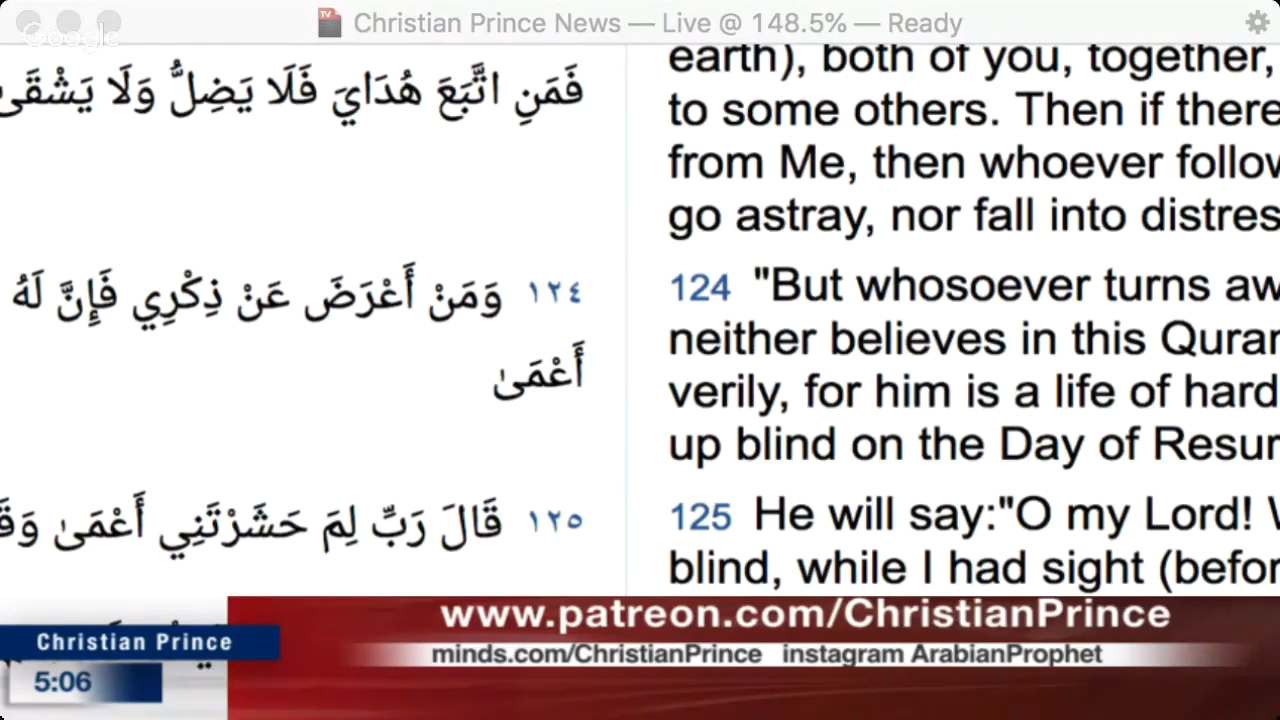 Christian Prince News — Live @ 148.5% — Ready
Google
فَمَنِ اتَّبَعَ هُدَايَ فَلَا يَضِلُّ وَلَا يَشْقَىٰ
١٢٤ وَمَنْ أَعْرَضَ عَنْ ذِكْرِي فَإِنَّ لَهُ
أَعْمَىٰ
١٢٥ قَالَ رَبِّ لِمَ حَشَرْتَنِي أَعْمَىٰ
earth), both of you, together,
to some others. Then if there
from Me, then whoever follow
go astray, nor fall into distres
124 "But whosoever turns aw
neither believes in this Quran
verily, for him is a life of hard
up blind on the Day of Resur
125 He will say:"O my Lord! W
blind, while I had sight (befor
www.patreon.com/ChristianPrince
Christian Prince
minds.com/ChristianPrince instagram ArabianProphet
5:06